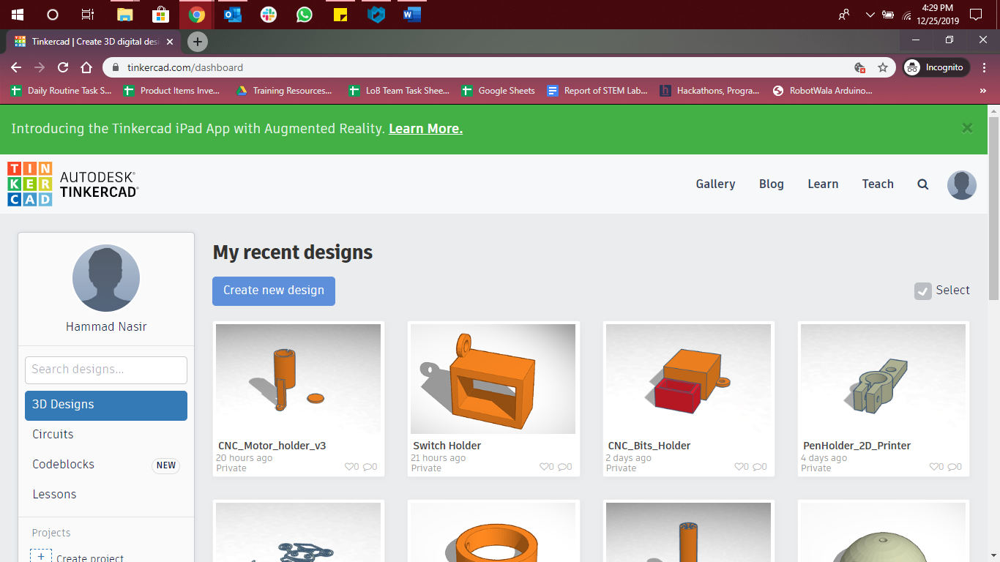 4:29 PM
12/25/2019
Tinkercad | Create 3D digital desi
tinkercad.com/dashboard
Incognito
Daily Routine Task S...
Product Items Inve...
Training Resources...
LoB Team Task Shee...
Google Sheets
Report of STEM Lab...
Hackathons, Progra...
RobotWala Arduino...
»
Introducing the Tinkercad iPad App with Augmented Reality. Learn More.
TIN
KER
CAD
AUTODESK®
TINKERCAD®
Gallery
Blog
Learn
Teach
Hammad Nasir
Search designs...
3D Designs
Circuits
Codeblocks
NEW
Lessons
Projects
+ Create project
My recent designs
Create new design
Select
CNC_Motor_holder_v3
20 hours ago
Private
0 0
Switch Holder
21 hours ago
Private
0 0
CNC_Bits_Holder
2 days ago
Private
0 0
PenHolder_2D_Printer
4 days ago
Private
0 0